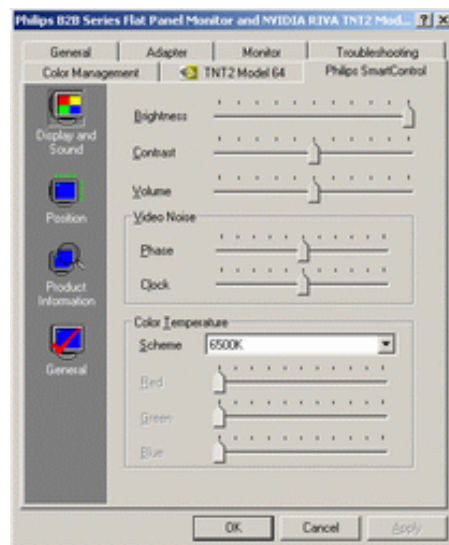 Philips B2B Series Flat Panel Monitor and NVIDIA RIVA TNT2 Mod...
General Adapter Monitor Troubleshooting
Color Management TNT2 Model 64 Philips SmartControl
Display and
Sound
Position
Product
Information
General
Brightness
Contrast
Volume
Video Noise
Phase
Clock
Color Temperature
Scheme 6500K
Red
Green
Blue
OK Cancel Apply